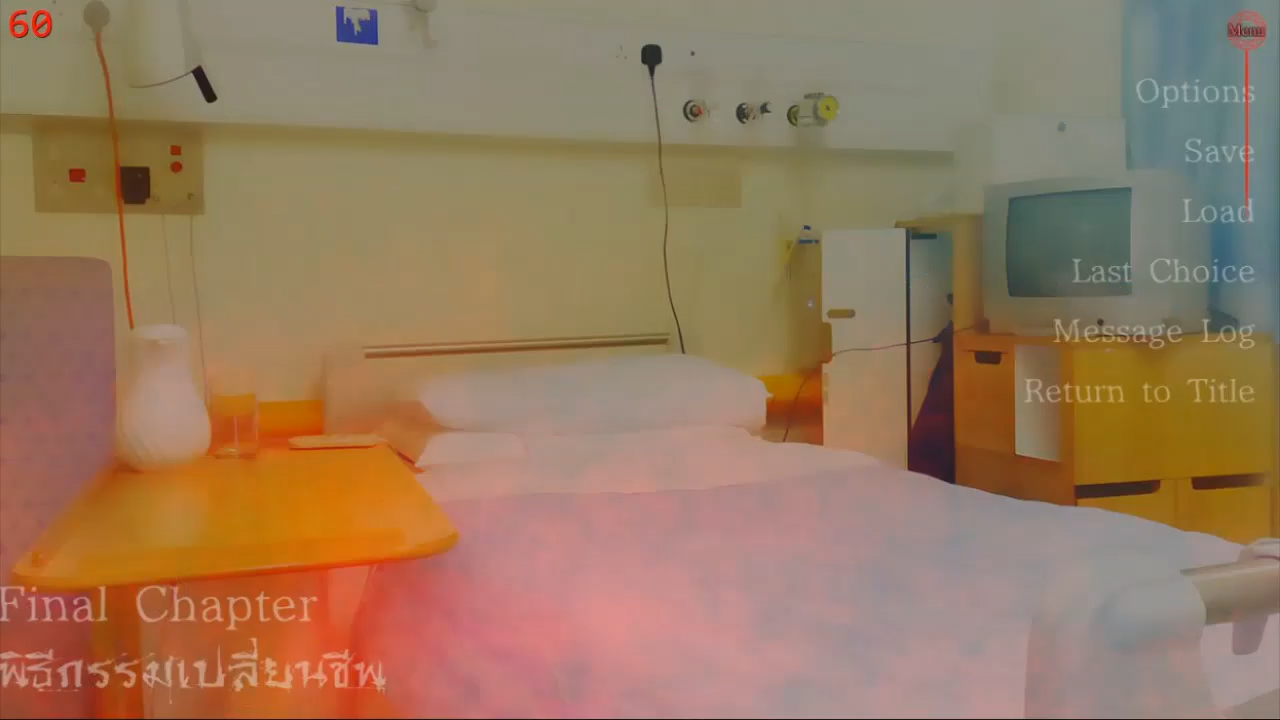 60
Menu
Options
Save
Load
Last Choice
Message Log
Return to Title
Final Chapter
พิธีกรรมเปลี่ยนชีพ